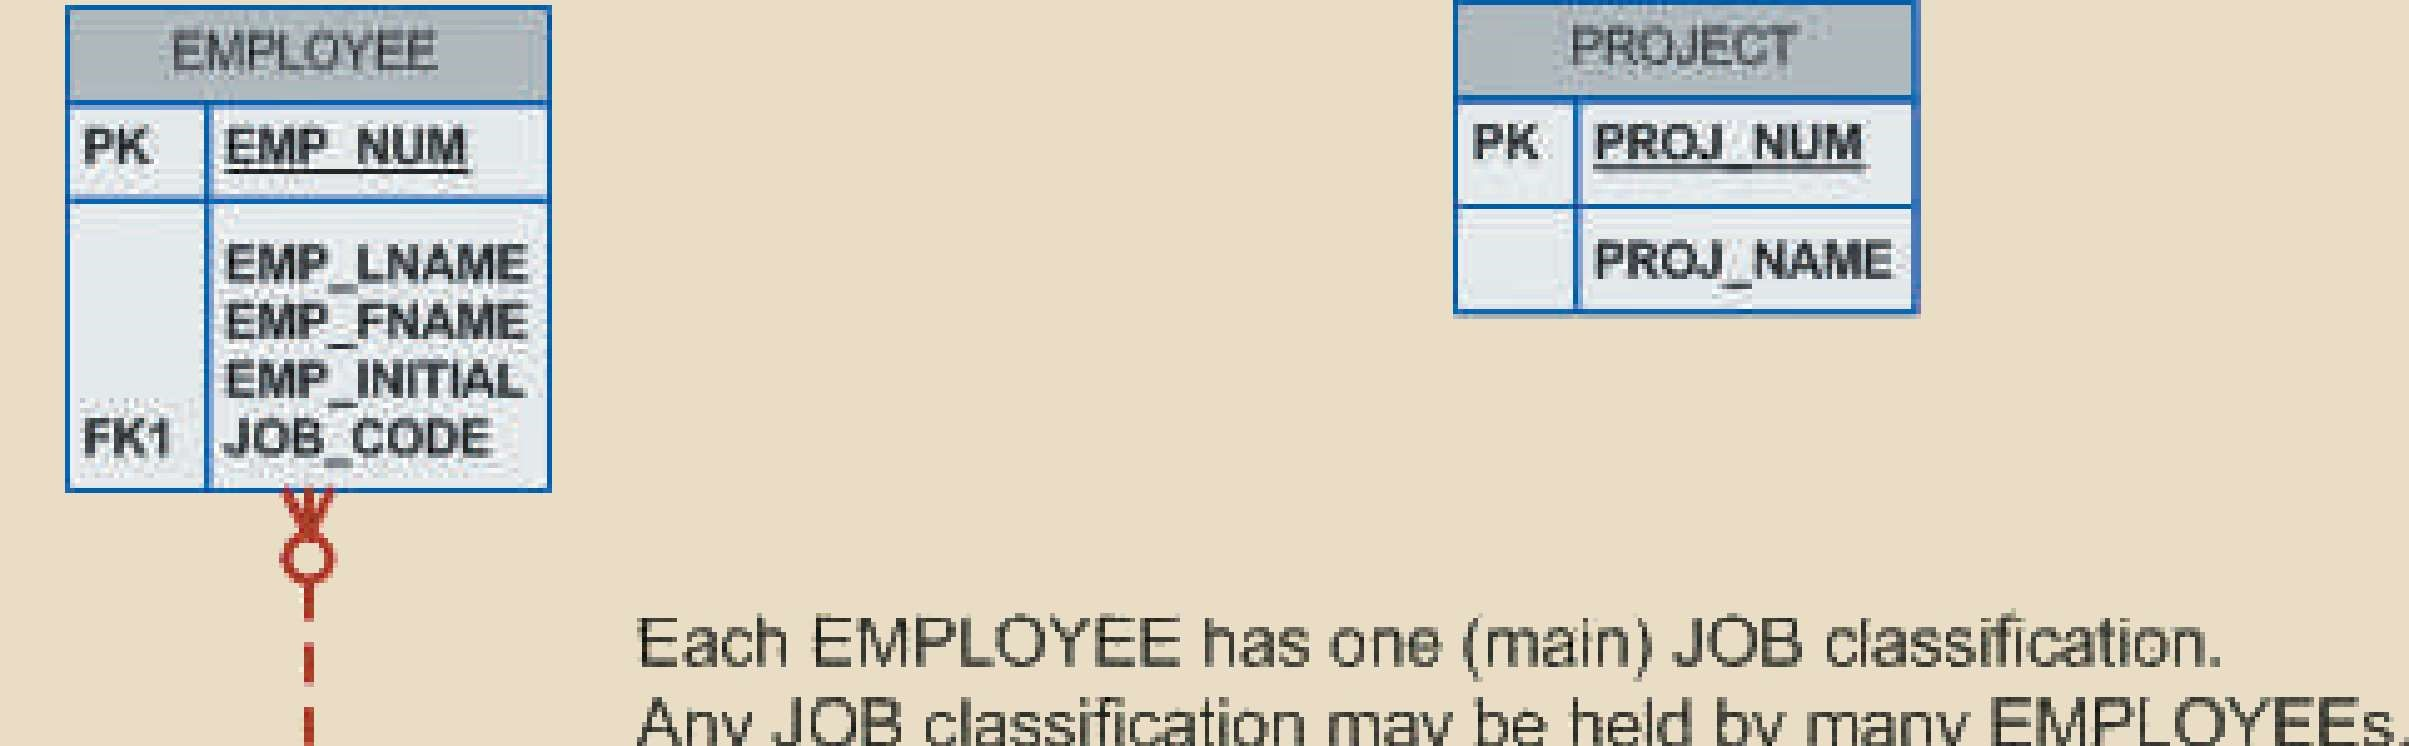 EMPLOYEE
PK EMP_NUM
EMP_LNAME
EMP_FNAME
EMP_INITIAL
FK1 JOB_CODE
PROJECT
PK PROJ_NUM
PROJ_NAME
Each EMPLOYEE has one (main) JOB classification.
Any JOB classification may be held by many EMPLOYEEs.